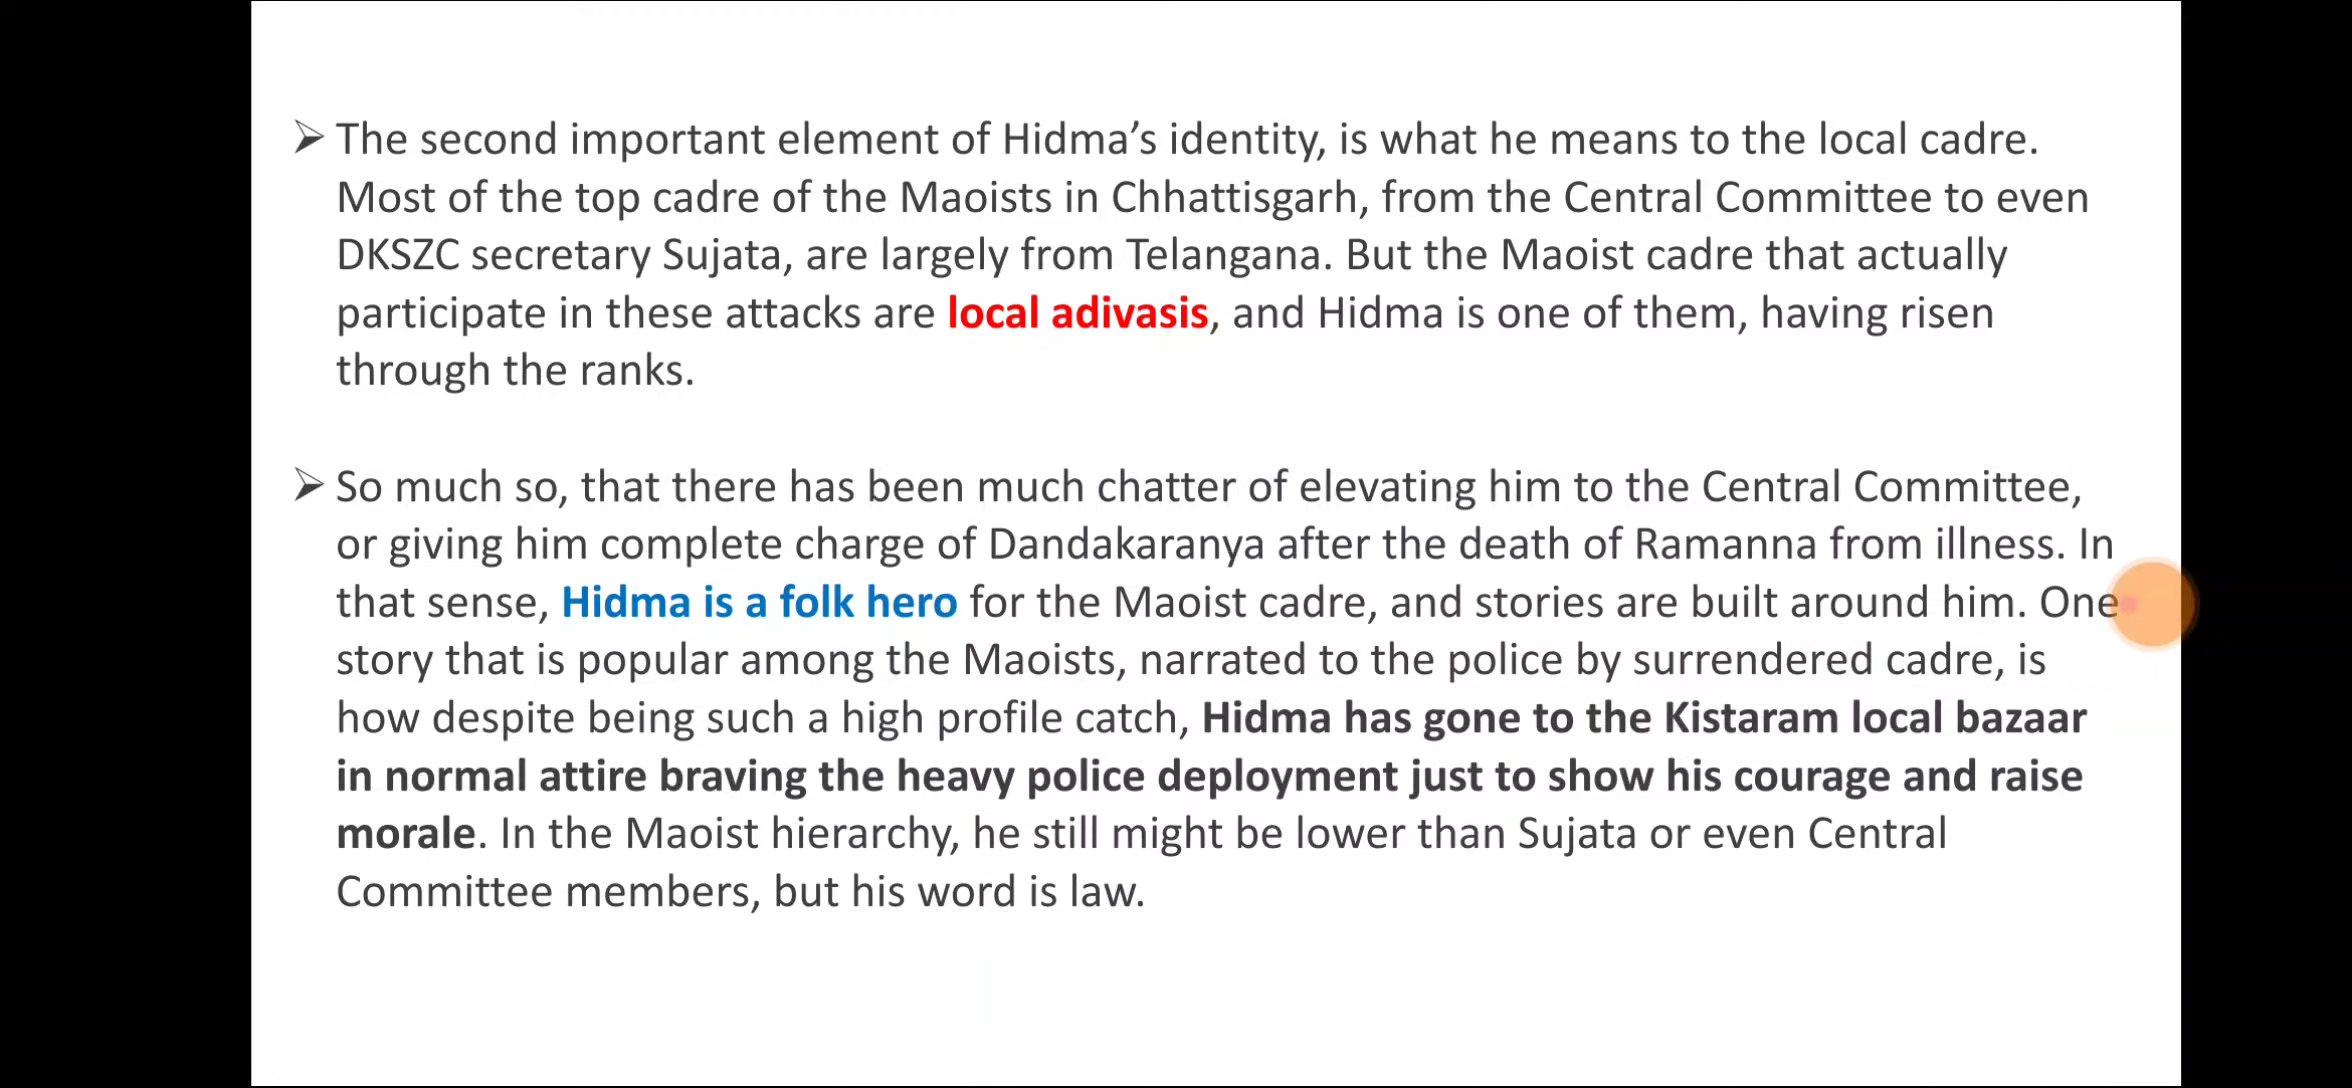 The second important element of Hidma’s identity, is what he means to the local cadre.
Most of the top cadre of the Maoists in Chhattisgarh, from the Central Committee to even
DKSZC secretary Sujata, are largely from Telangana. But the Maoist cadre that actually
participate in these attacks are local adivasis, and Hidma is one of them, having risen
through the ranks.
So much so, that there has been much chatter of elevating him to the Central Committee,
or giving him complete charge of Dandakaranya after the death of Ramanna from illness. In
that sense, Hidma is a folk hero for the Maoist cadre, and stories are built around him. One
story that is popular among the Maoists, narrated to the police by surrendered cadre, is
how despite being such a high profile catch, Hidma has gone to the Kistaram local bazaar
in normal attire braving the heavy police deployment just to show his courage and raise
morale. In the Maoist hierarchy, he still might be lower than Sujata or even Central
Committee members, but his word is law.